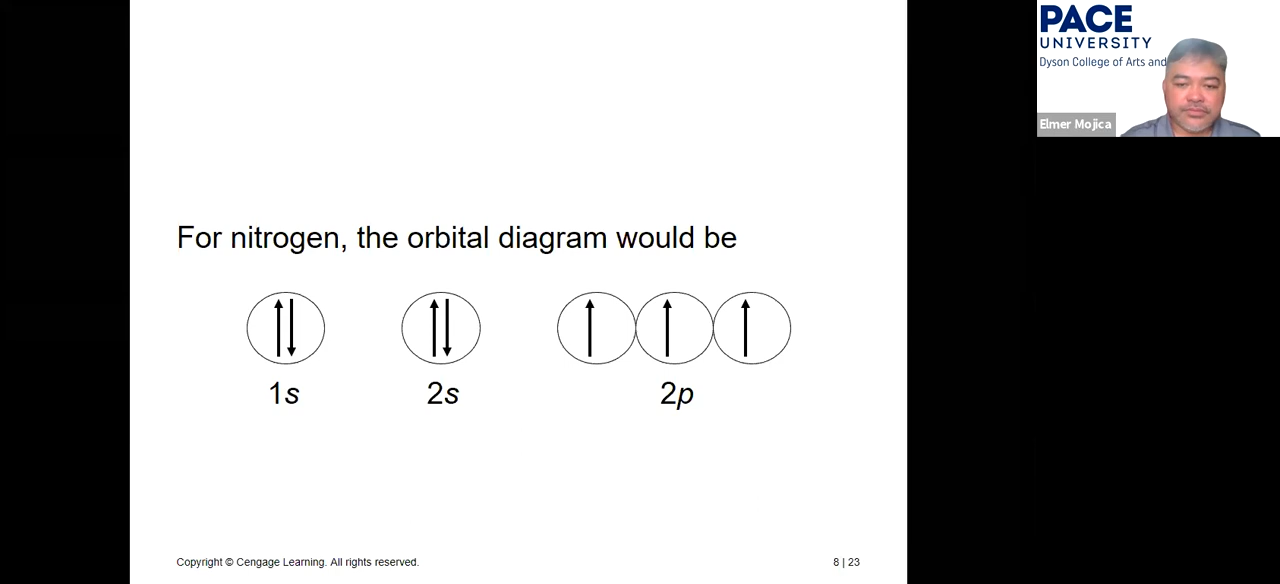 For nitrogen, the orbital diagram would be
1s
2s
2p
Copyright © Cengage Learning. All rights reserved.
8 | 23
PACE
UNIVERSITY
Dyson College of Arts and
Elmer Mojica